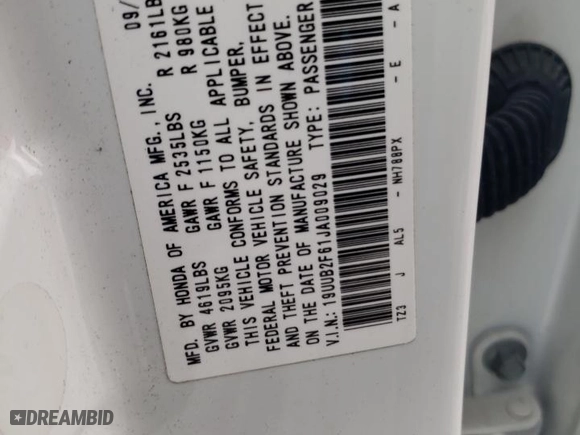 MFD. BY HONDA OF AMERICA MFG., INC. 09/
GVWR 4619LBS GAWR F 2535LBS R 2161LB
GVWR 2095KG GAWR F 1150KG R 980KG
THIS VEHICLE CONFORMS TO ALL APPLICABLE
FEDERAL MOTOR VEHICLE SAFETY, BUMPER,
AND THEFT PREVENTION STANDARDS IN EFFECT
ON THE DATE OF MANUFACTURE SHOWN ABOVE.
V.I.N.: 19UUB2F61JA009029 TYPE: PASSENGER
TZ3 J AL5 - NH788PX - E - A
DREAMBID